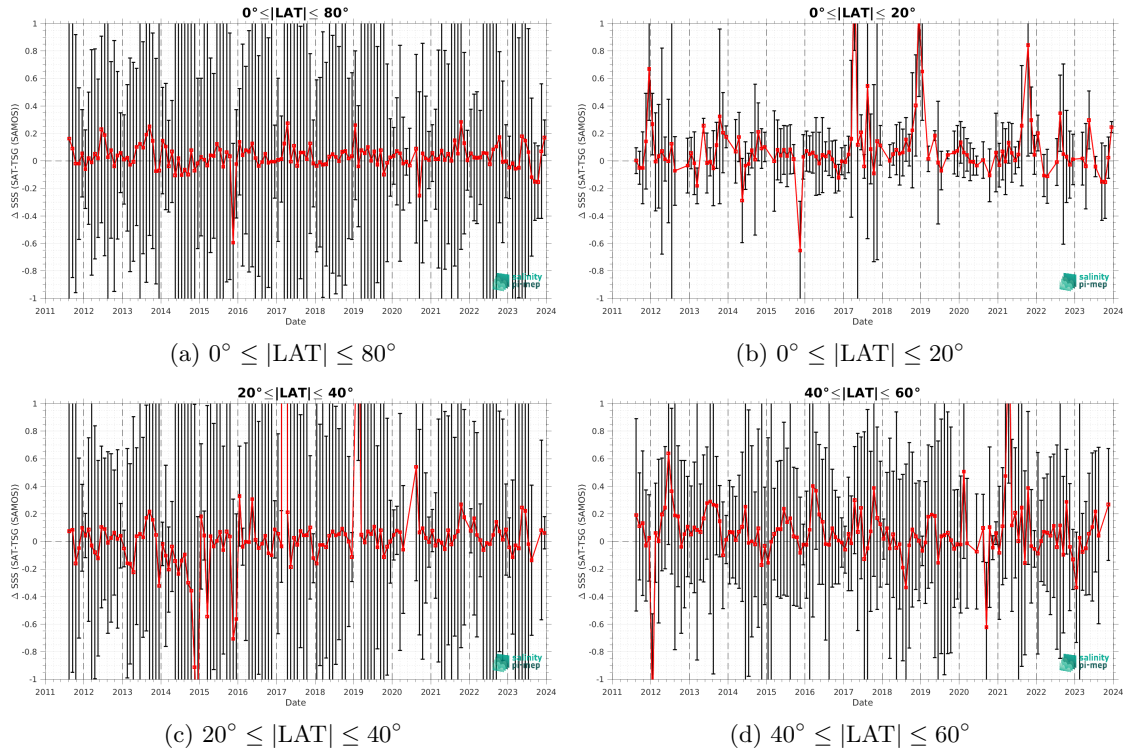 0°≤|LAT|≤ 80°
Δ SSS (SAT-TSG (SAMOS))
1
0.8
0.6
0.4
0.2
0
-0.2
-0.4
-0.6
-0.8
-1
2011 2012 2013 2014 2015 2016 2017 2018 2019 2020 2021 2022 2023 2024
Date
salinity
pi-mep
(a) 0° ≤ |LAT| ≤ 80°
0°≤|LAT|≤ 20°
Δ SSS (SAT-TSG (SAMOS))
1
0.8
0.6
0.4
0.2
0
-0.2
-0.4
-0.6
-0.8
-1
2011 2012 2013 2014 2015 2016 2017 2018 2019 2020 2021 2022 2023 2024
Date
salinity
pi-mep
(b) 0° ≤ |LAT| ≤ 20°
20°≤|LAT|≤ 40°
Δ SSS (SAT-TSG (SAMOS))
1
0.8
0.6
0.4
0.2
0
-0.2
-0.4
-0.6
-0.8
-1
2011 2012 2013 2014 2015 2016 2017 2018 2019 2020 2021 2022 2023 2024
Date
salinity
pi-mep
(c) 20° ≤ |LAT| ≤ 40°
40°≤|LAT|≤ 60°
Δ SSS (SAT-TSG (SAMOS))
1
0.8
0.6
0.4
0.2
0
-0.2
-0.4
-0.6
-0.8
-1
2011 2012 2013 2014 2015 2016 2017 2018 2019 2020 2021 2022 2023 2024
Date
salinity
pi-mep
(d) 40° ≤ |LAT| ≤ 60°